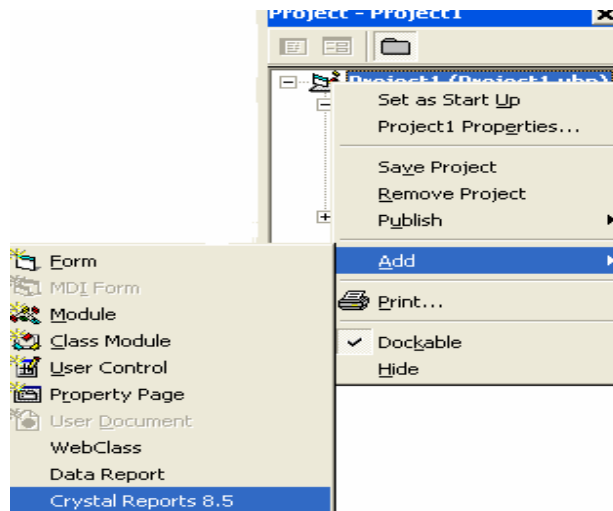 Project - Project1
Project1 (Project1.vbp)
Set as Start Up
Project1 Properties...
Save Project
Remove Project
Publish
Add
Print...
Dockable
Hide
Form
MDI Form
Module
Class Module
User Control
Property Page
User Document
WebClass
Data Report
Crystal Reports 8.5